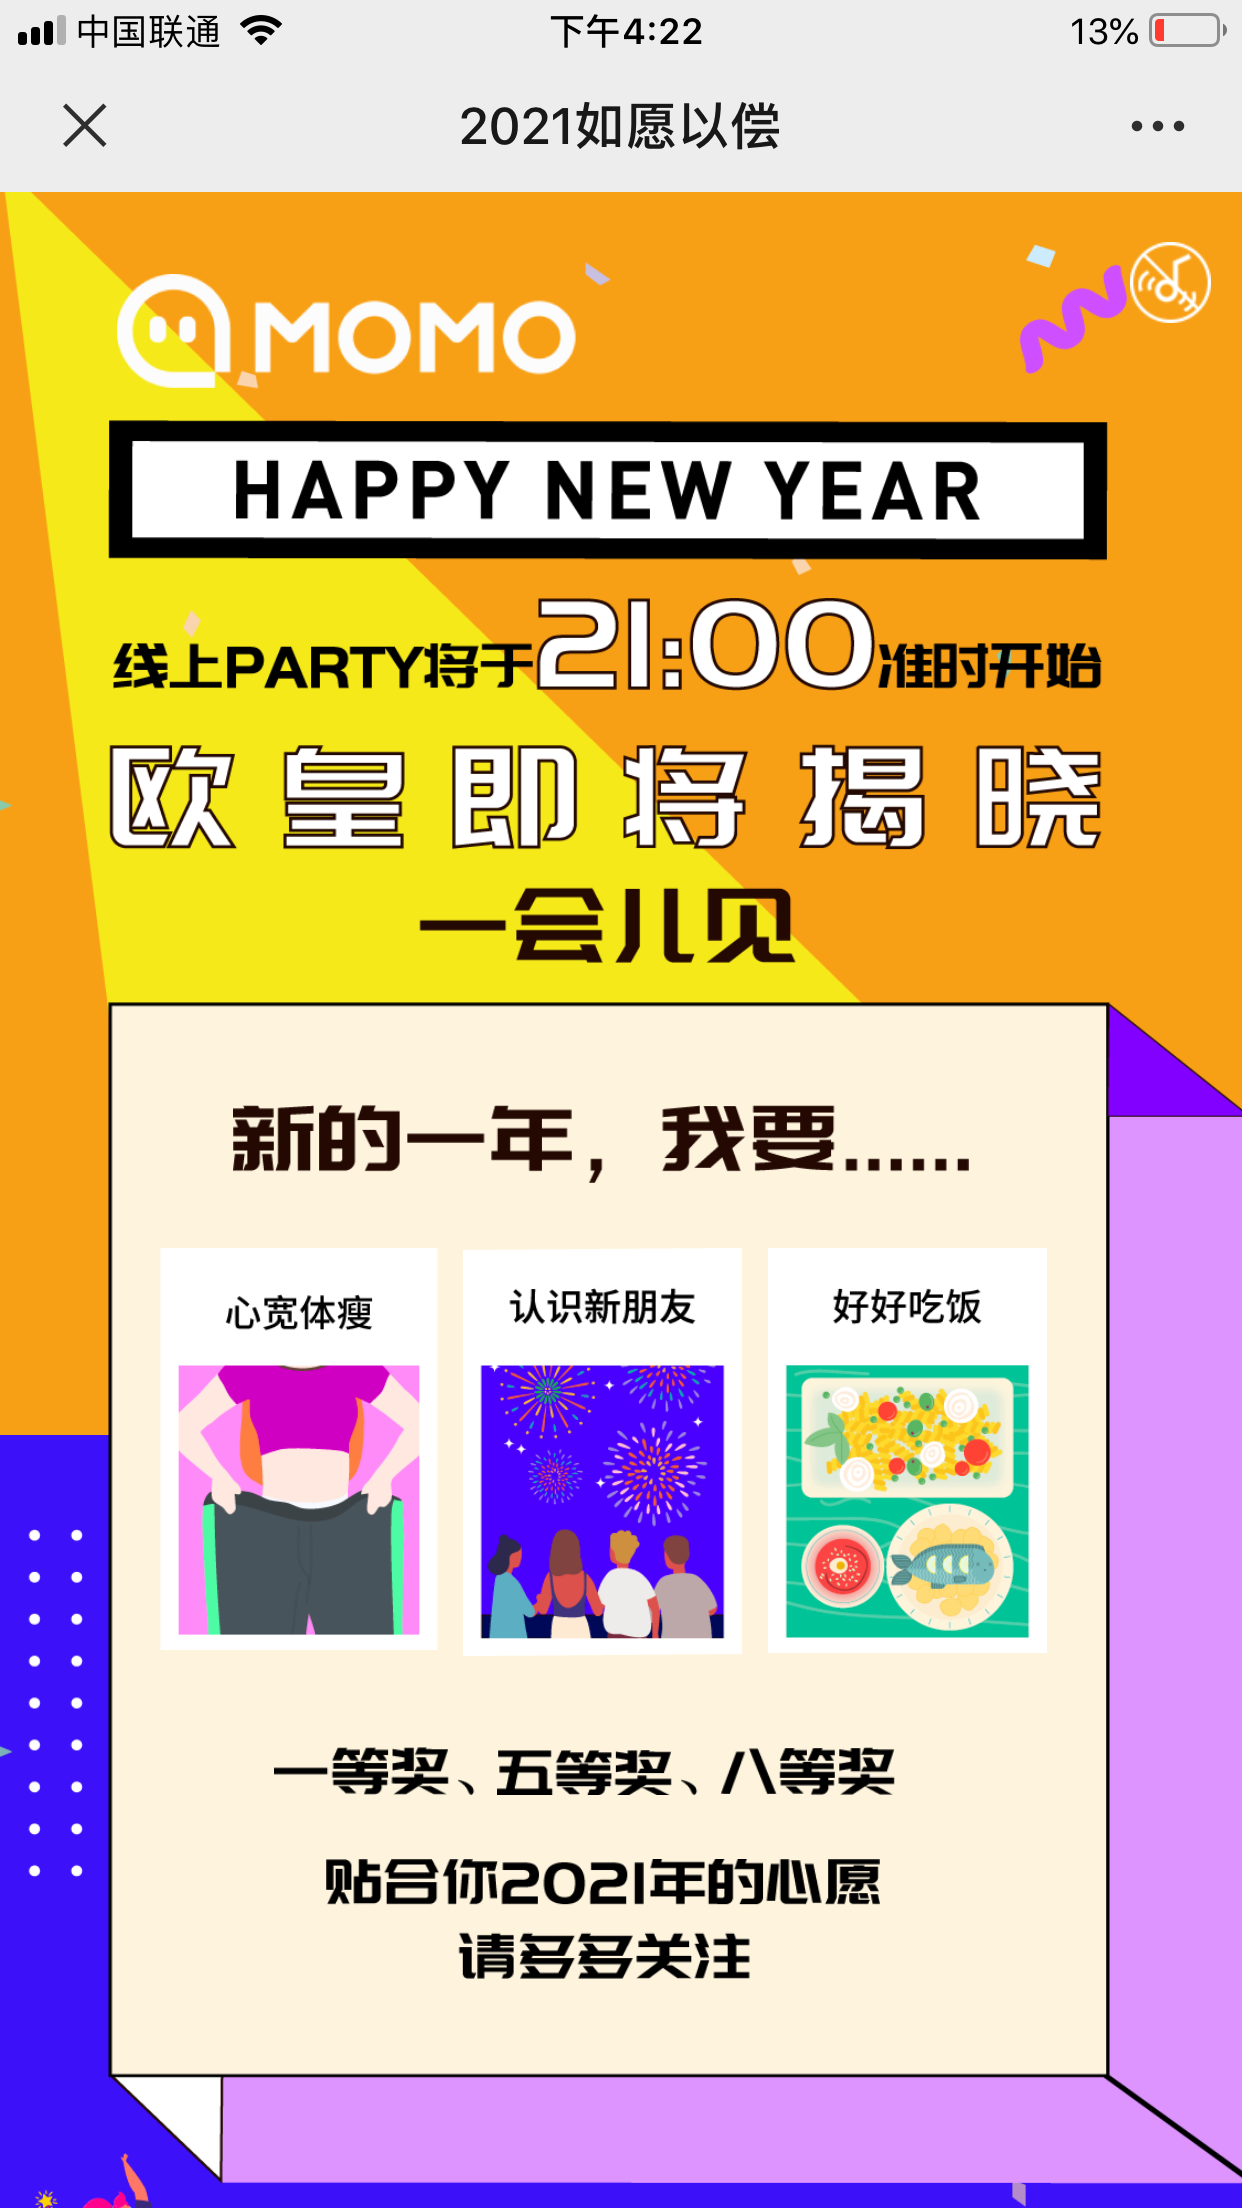 中国联通
下午4:22
13%
2021如愿以偿
MOMO
HAPPY NEW YEAR
线上PARTY将于21:00准时开始
欧皇即将揭晓
一会儿见
新的一年，我要......
心宽体瘦
认识新朋友
好好吃饭
一等奖、五等奖、八等奖
贴合你2021年的心愿
请多多关注